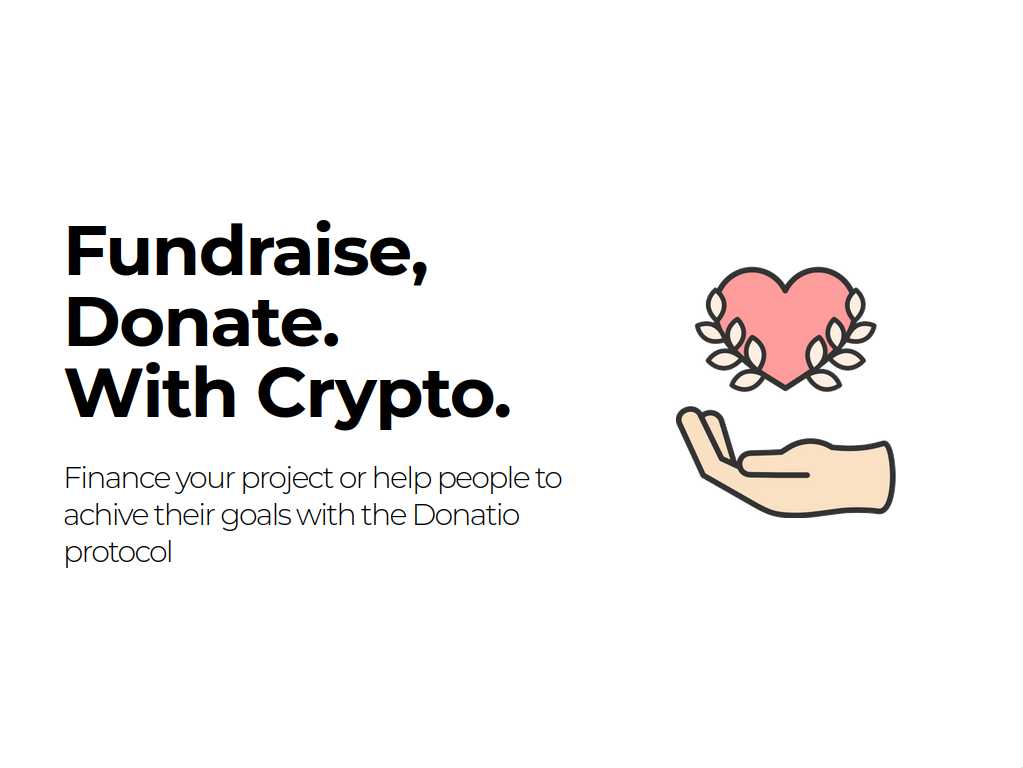 Fundraise,
Donate.
With Crypto.
Finance your project or help people to
achive their goals with the Donatio
protocol